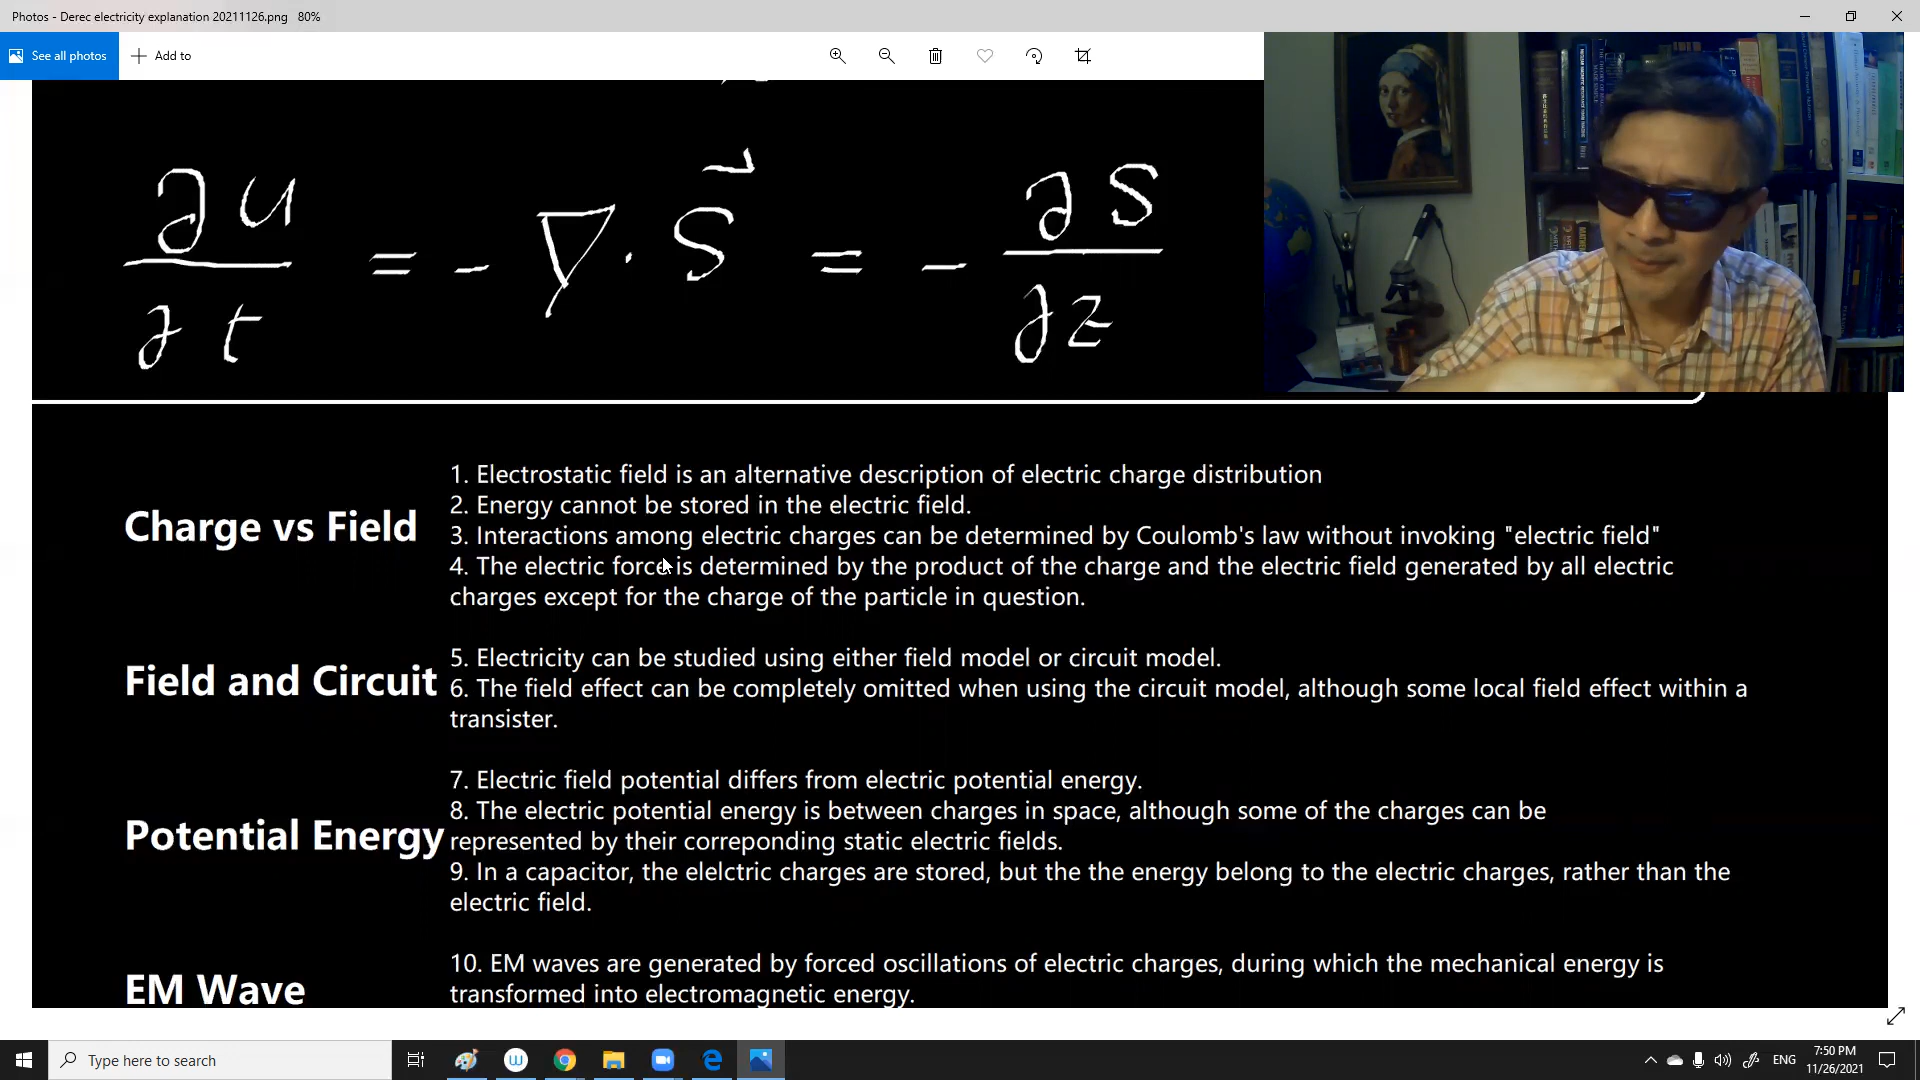 Photos - Derec electricity explanation 20211126.png 80%
See all photos
Add to
∂u/∂t = - ∇ · S⃗ = - ∂S/∂z
Charge vs Field
1. Electrostatic field is an alternative description of electric charge distribution
2. Energy cannot be stored in the electric field.
3. Interactions among electric charges can be determined by Coulomb's law without invoking "electric field"
4. The electric force is determined by the product of the charge and the electric field generated by all electric
charges except for the charge of the particle in question.
Field and Circuit
5. Electricity can be studied using either field model or circuit model.
6. The field effect can be completely omitted when using the circuit model, although some local field effect within a
transister.
Potential Energy
7. Electric field potential differs from electric potential energy.
8. The electric potential energy is between charges in space, although some of the charges can be
represented by their correponding static electric fields.
9. In a capacitor, the elelctric charges are stored, but the the energy belong to the electric charges, rather than the
electric field.
EM Wave
10. EM waves are generated by forced oscillations of electric charges, during which the mechanical energy is
transformed into electromagnetic energy.
Type here to search
ENG
7:50 PM
11/26/2021